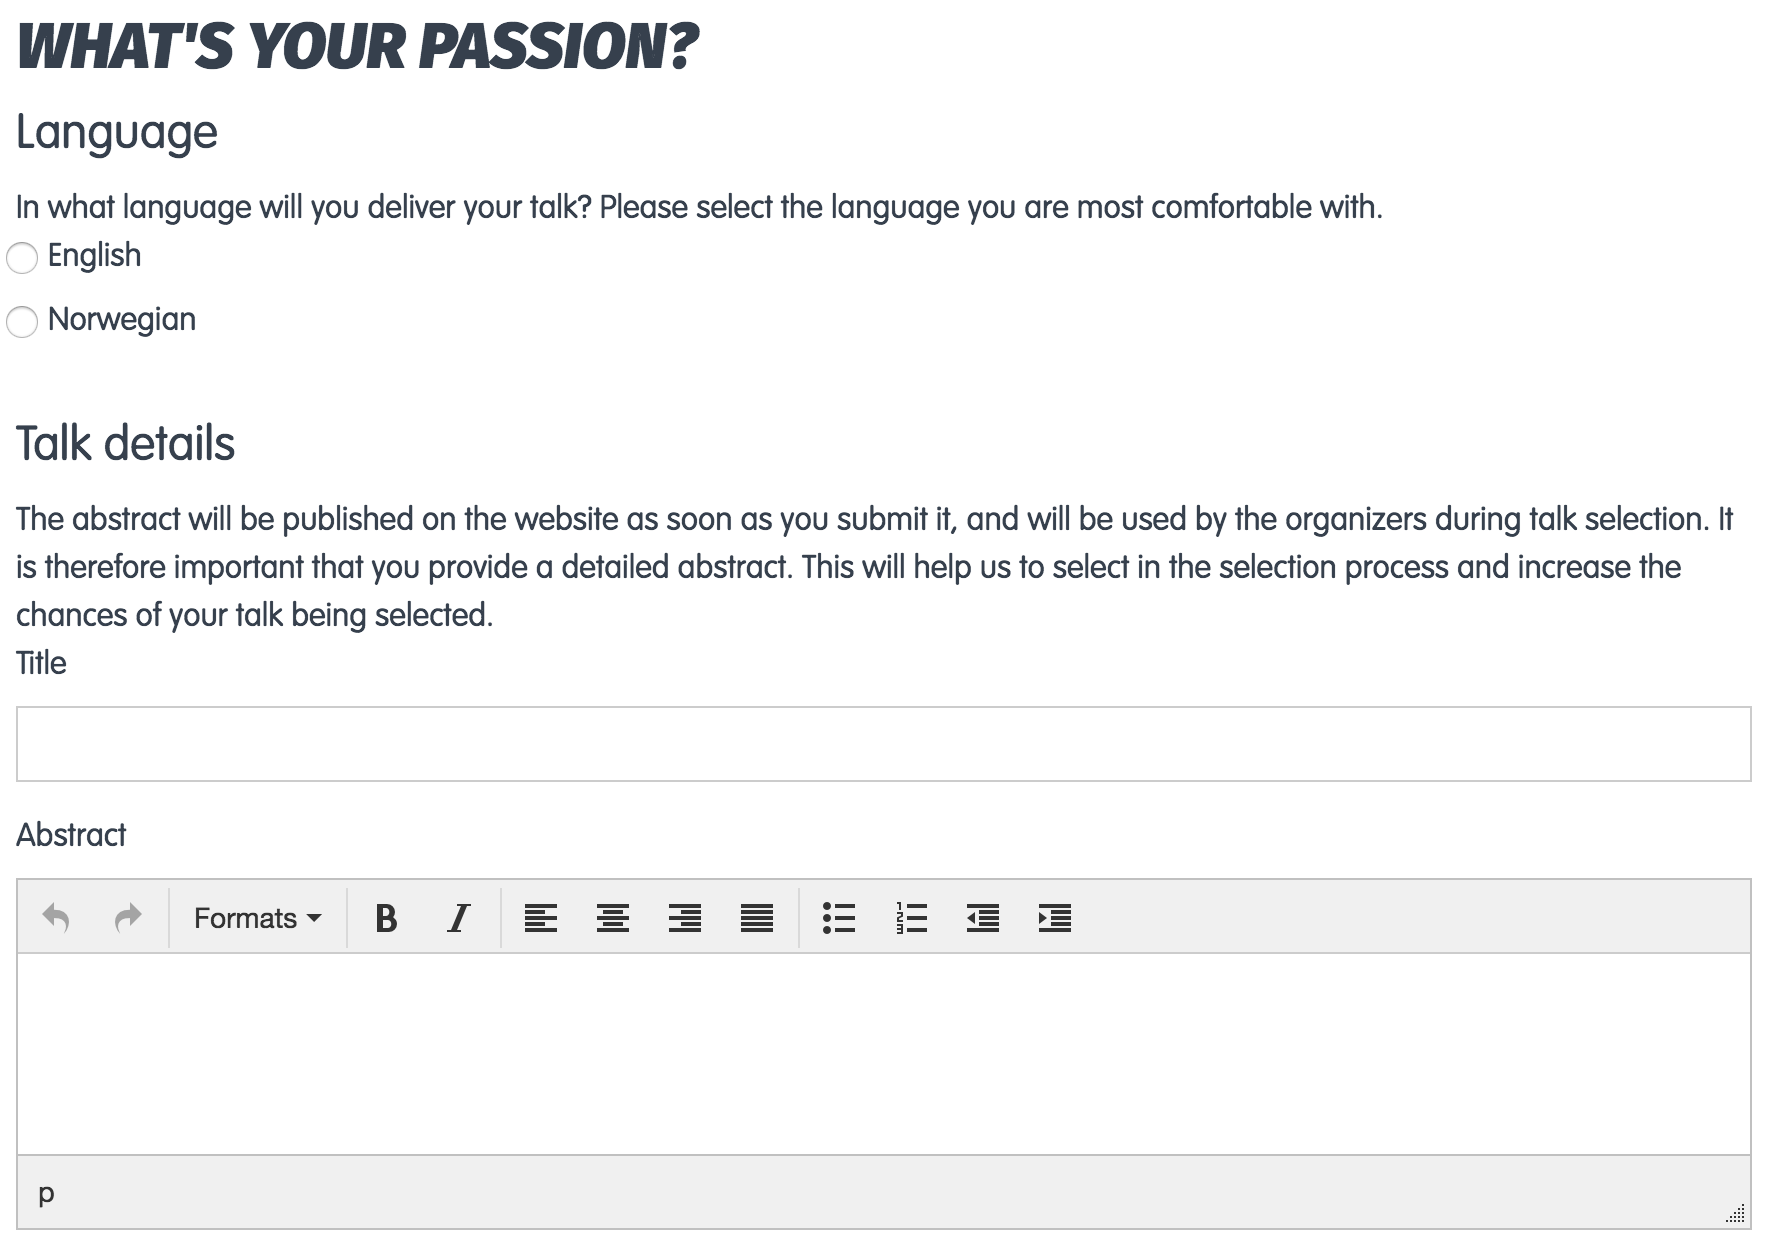 WHAT'S YOUR PASSION?
Language
In what language will you deliver your talk? Please select the language you are most comfortable with.
English
Norwegian
Talk details
The abstract will be published on the website as soon as you submit it, and will be used by the organizers during talk selection. It
is therefore important that you provide a detailed abstract. This will help us to select in the selection process and increase the
chances of your talk being selected.
Title
Abstract
Formats B I
p